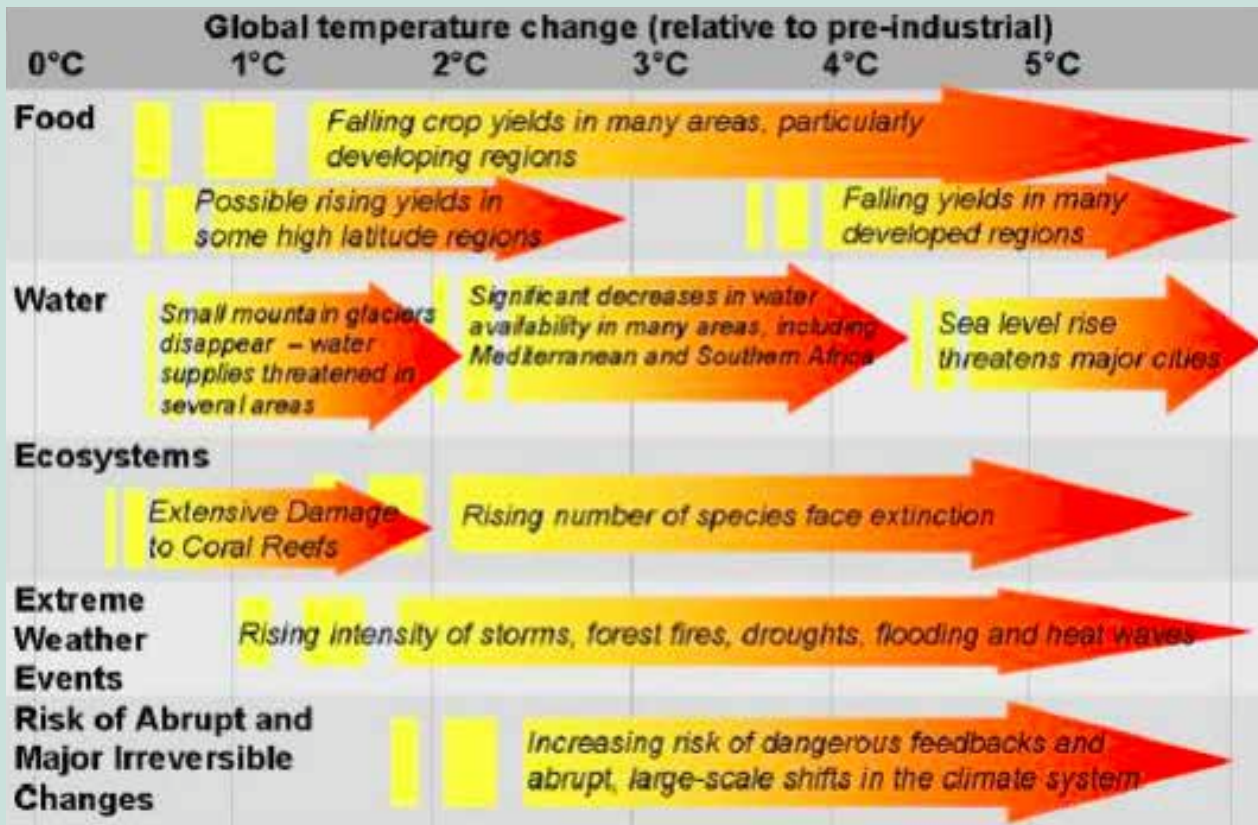 Global temperature change (relative to pre-industrial)
0°C 1°C 2°C 3°C 4°C 5°C
Food
Falling crop yields in many areas, particularly
developing regions
Possible rising yields in
some high latitude regions
Falling yields in many
developed regions
Water
Small mountain glaciers
disappear – water
supplies threatened in
several areas
Significant decreases in water
availability in many areas, including
Mediterranean and Southern Africa
Sea level rise
threatens major cities
Ecosystems
Extensive Damage
to Coral Reefs
Rising number of species face extinction
Extreme
Weather
Events
Rising intensity of storms, forest fires, droughts, flooding and heat waves
Risk of Abrupt and
Major Irreversible
Changes
Increasing risk of dangerous feedbacks and
abrupt, large-scale shifts in the climate system